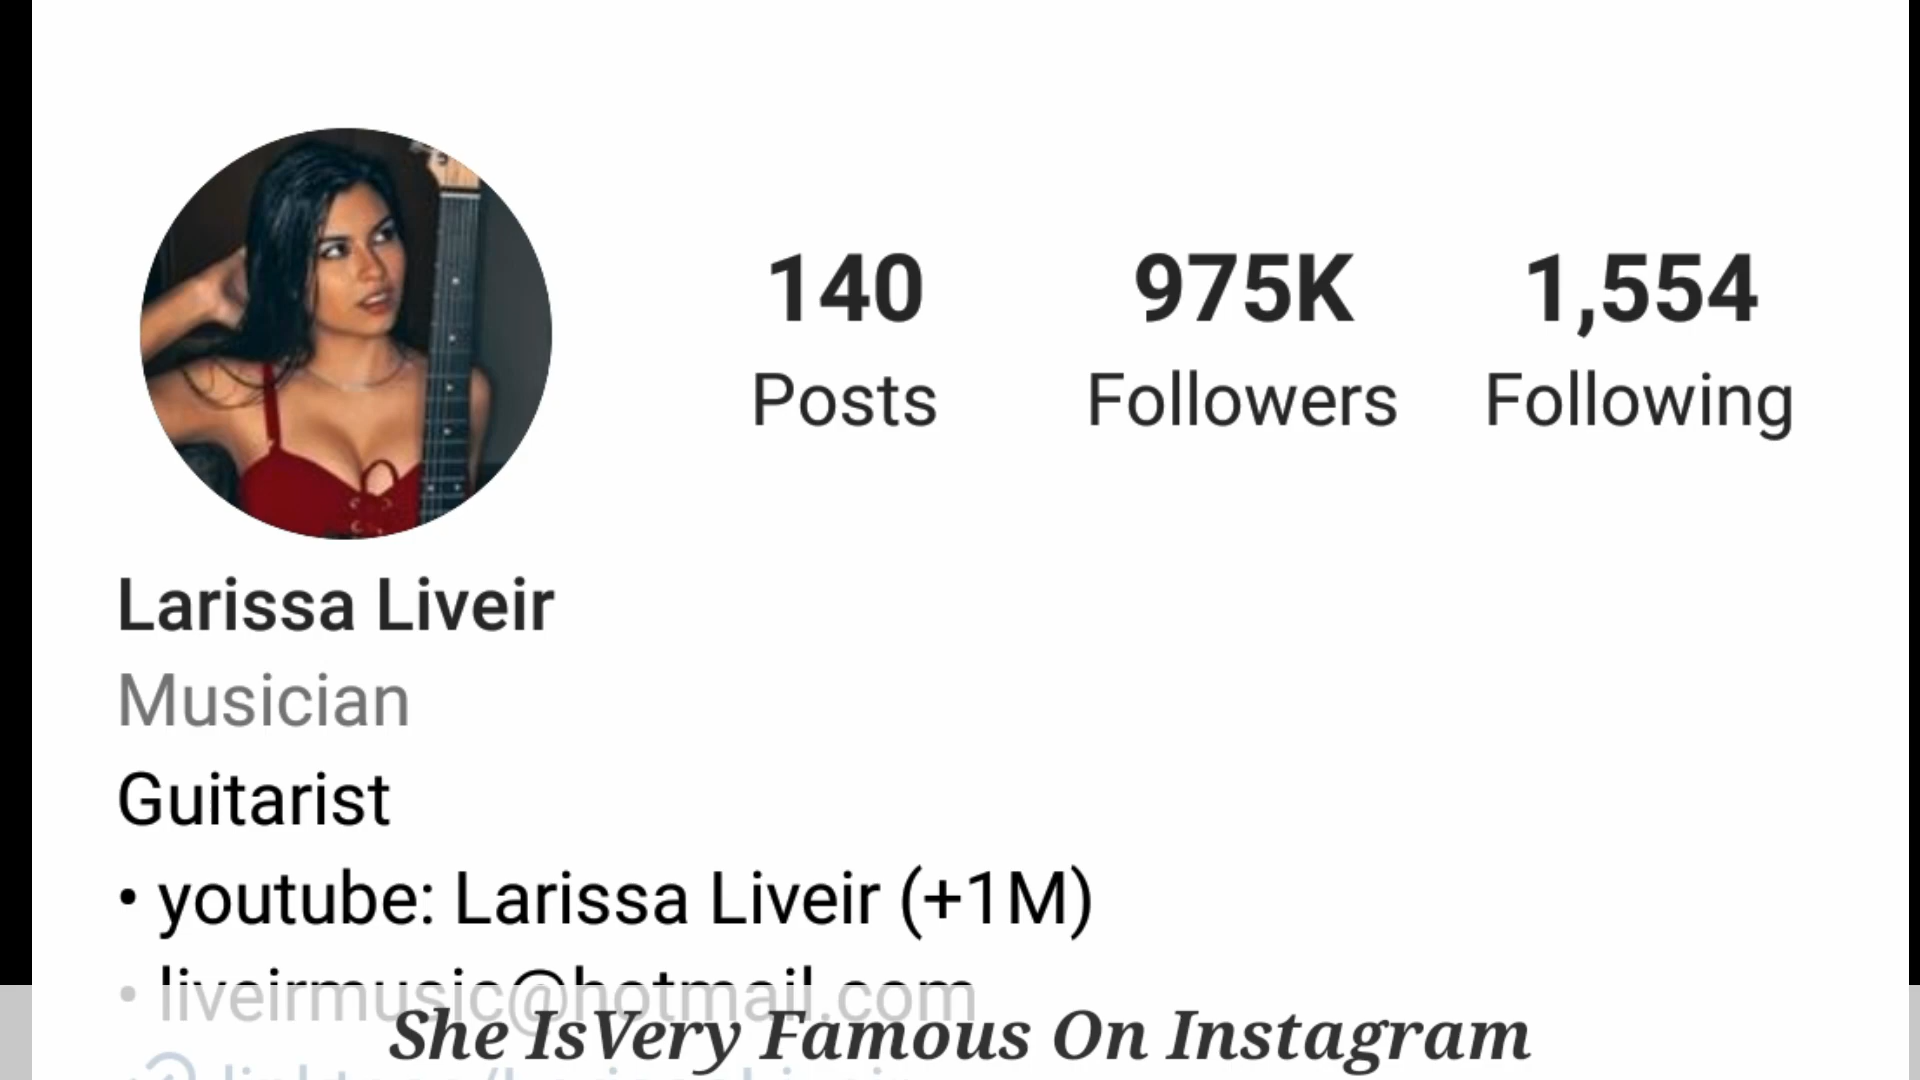 140 975K 1,554
Posts Followers Following
Larissa Liveir
Musician
Guitarist
• youtube: Larissa Liveir (+1M)
• liveirmusic@hotmail.com
She IsVery Famous On Instagram